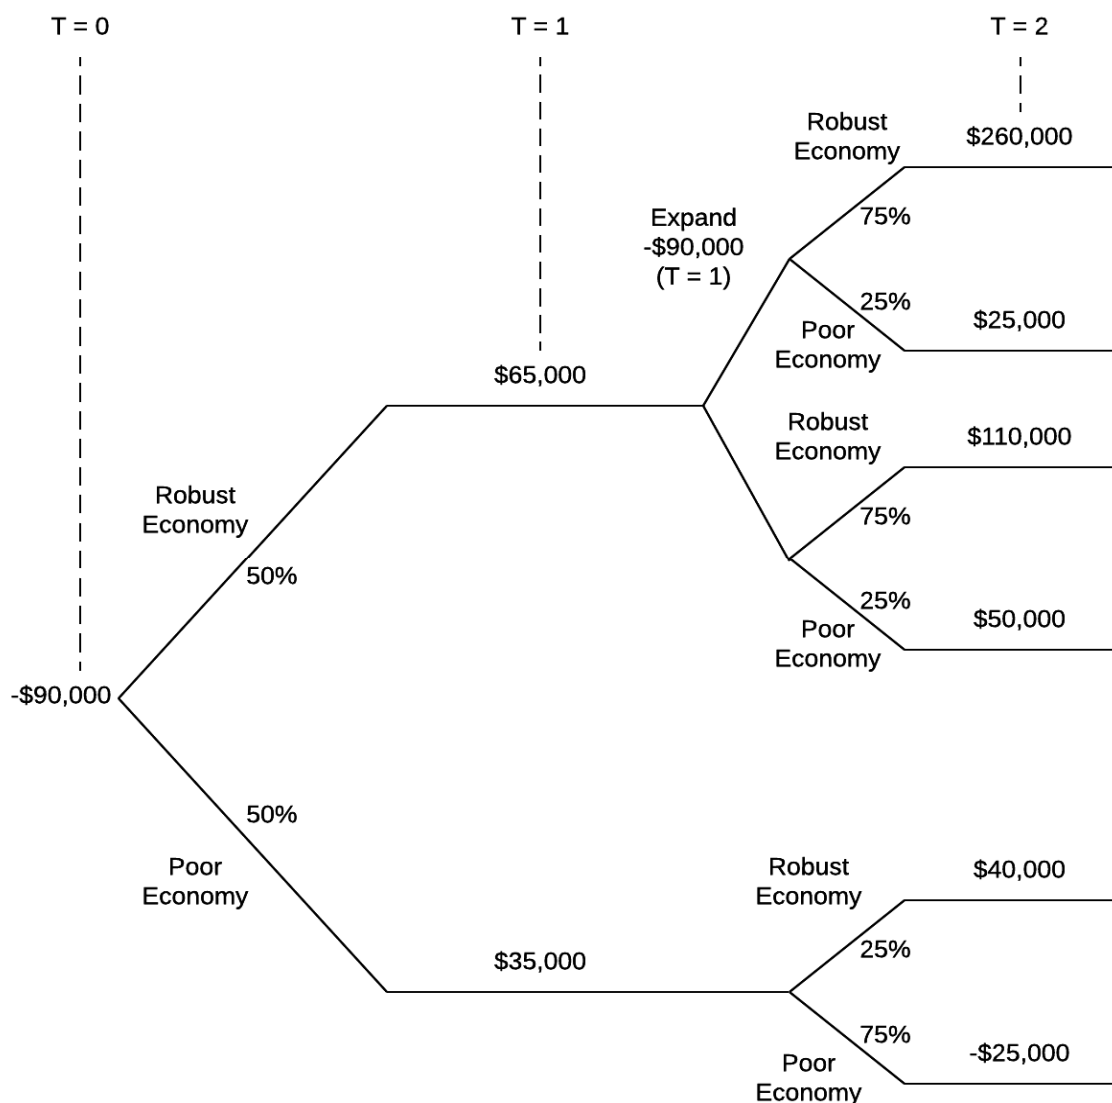 T = 0
T = 1
T = 2
Robust
Economy
$260,000
75%
Expand
-$90,000
(T = 1)
25%
Poor
Economy
$25,000
$65,000
Robust
Economy
$110,000
75%
25%
Poor
Economy
$50,000
Robust
Economy
50%
-$90,000
50%
Poor
Economy
$35,000
Robust
Economy
$40,000
25%
75%
Poor
Economy
-$25,000